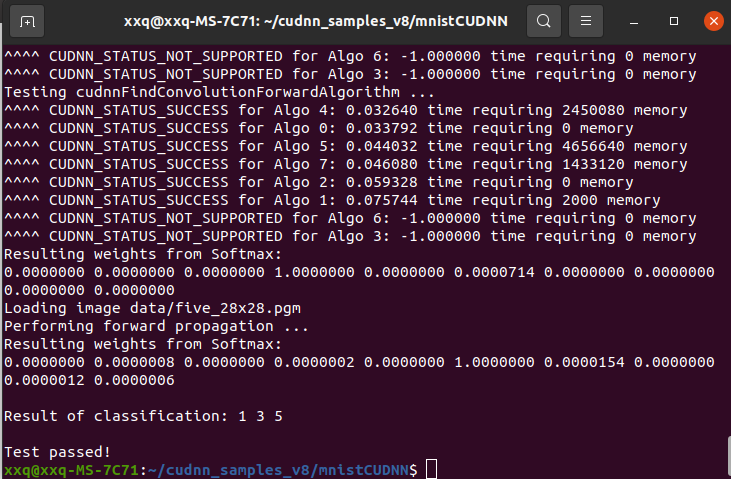 xxq@xxq-MS-7C71: ~/cudnn_samples_v8/mnistCUDNN
^^^^ CUDNN_STATUS_NOT_SUPPORTED for Algo 6: -1.000000 time requiring 0 memory
^^^^ CUDNN_STATUS_NOT_SUPPORTED for Algo 3: -1.000000 time requiring 0 memory
Testing cudnnFindConvolutionForwardAlgorithm ...
^^^^ CUDNN_STATUS_SUCCESS for Algo 4: 0.032640 time requiring 2450080 memory
^^^^ CUDNN_STATUS_SUCCESS for Algo 0: 0.033792 time requiring 0 memory
^^^^ CUDNN_STATUS_SUCCESS for Algo 5: 0.044032 time requiring 4656640 memory
^^^^ CUDNN_STATUS_SUCCESS for Algo 7: 0.046080 time requiring 1433120 memory
^^^^ CUDNN_STATUS_SUCCESS for Algo 2: 0.059328 time requiring 0 memory
^^^^ CUDNN_STATUS_SUCCESS for Algo 1: 0.075744 time requiring 2000 memory
^^^^ CUDNN_STATUS_NOT_SUPPORTED for Algo 6: -1.000000 time requiring 0 memory
^^^^ CUDNN_STATUS_NOT_SUPPORTED for Algo 3: -1.000000 time requiring 0 memory
Resulting weights from Softmax:
0.0000000 0.0000000 0.0000000 1.0000000 0.0000000 0.0000714 0.0000000 0.0000000
0.0000000 0.0000000
Loading image data/five_28x28.pgm
Performing forward propagation ...
Resulting weights from Softmax:
0.0000000 0.0000008 0.0000000 0.0000002 0.0000000 1.0000000 0.0000154 0.0000000
0.0000012 0.0000006
Result of classification: 1 3 5
Test passed!
xxq@xxq-MS-7C71:~/cudnn_samples_v8/mnistCUDNN$